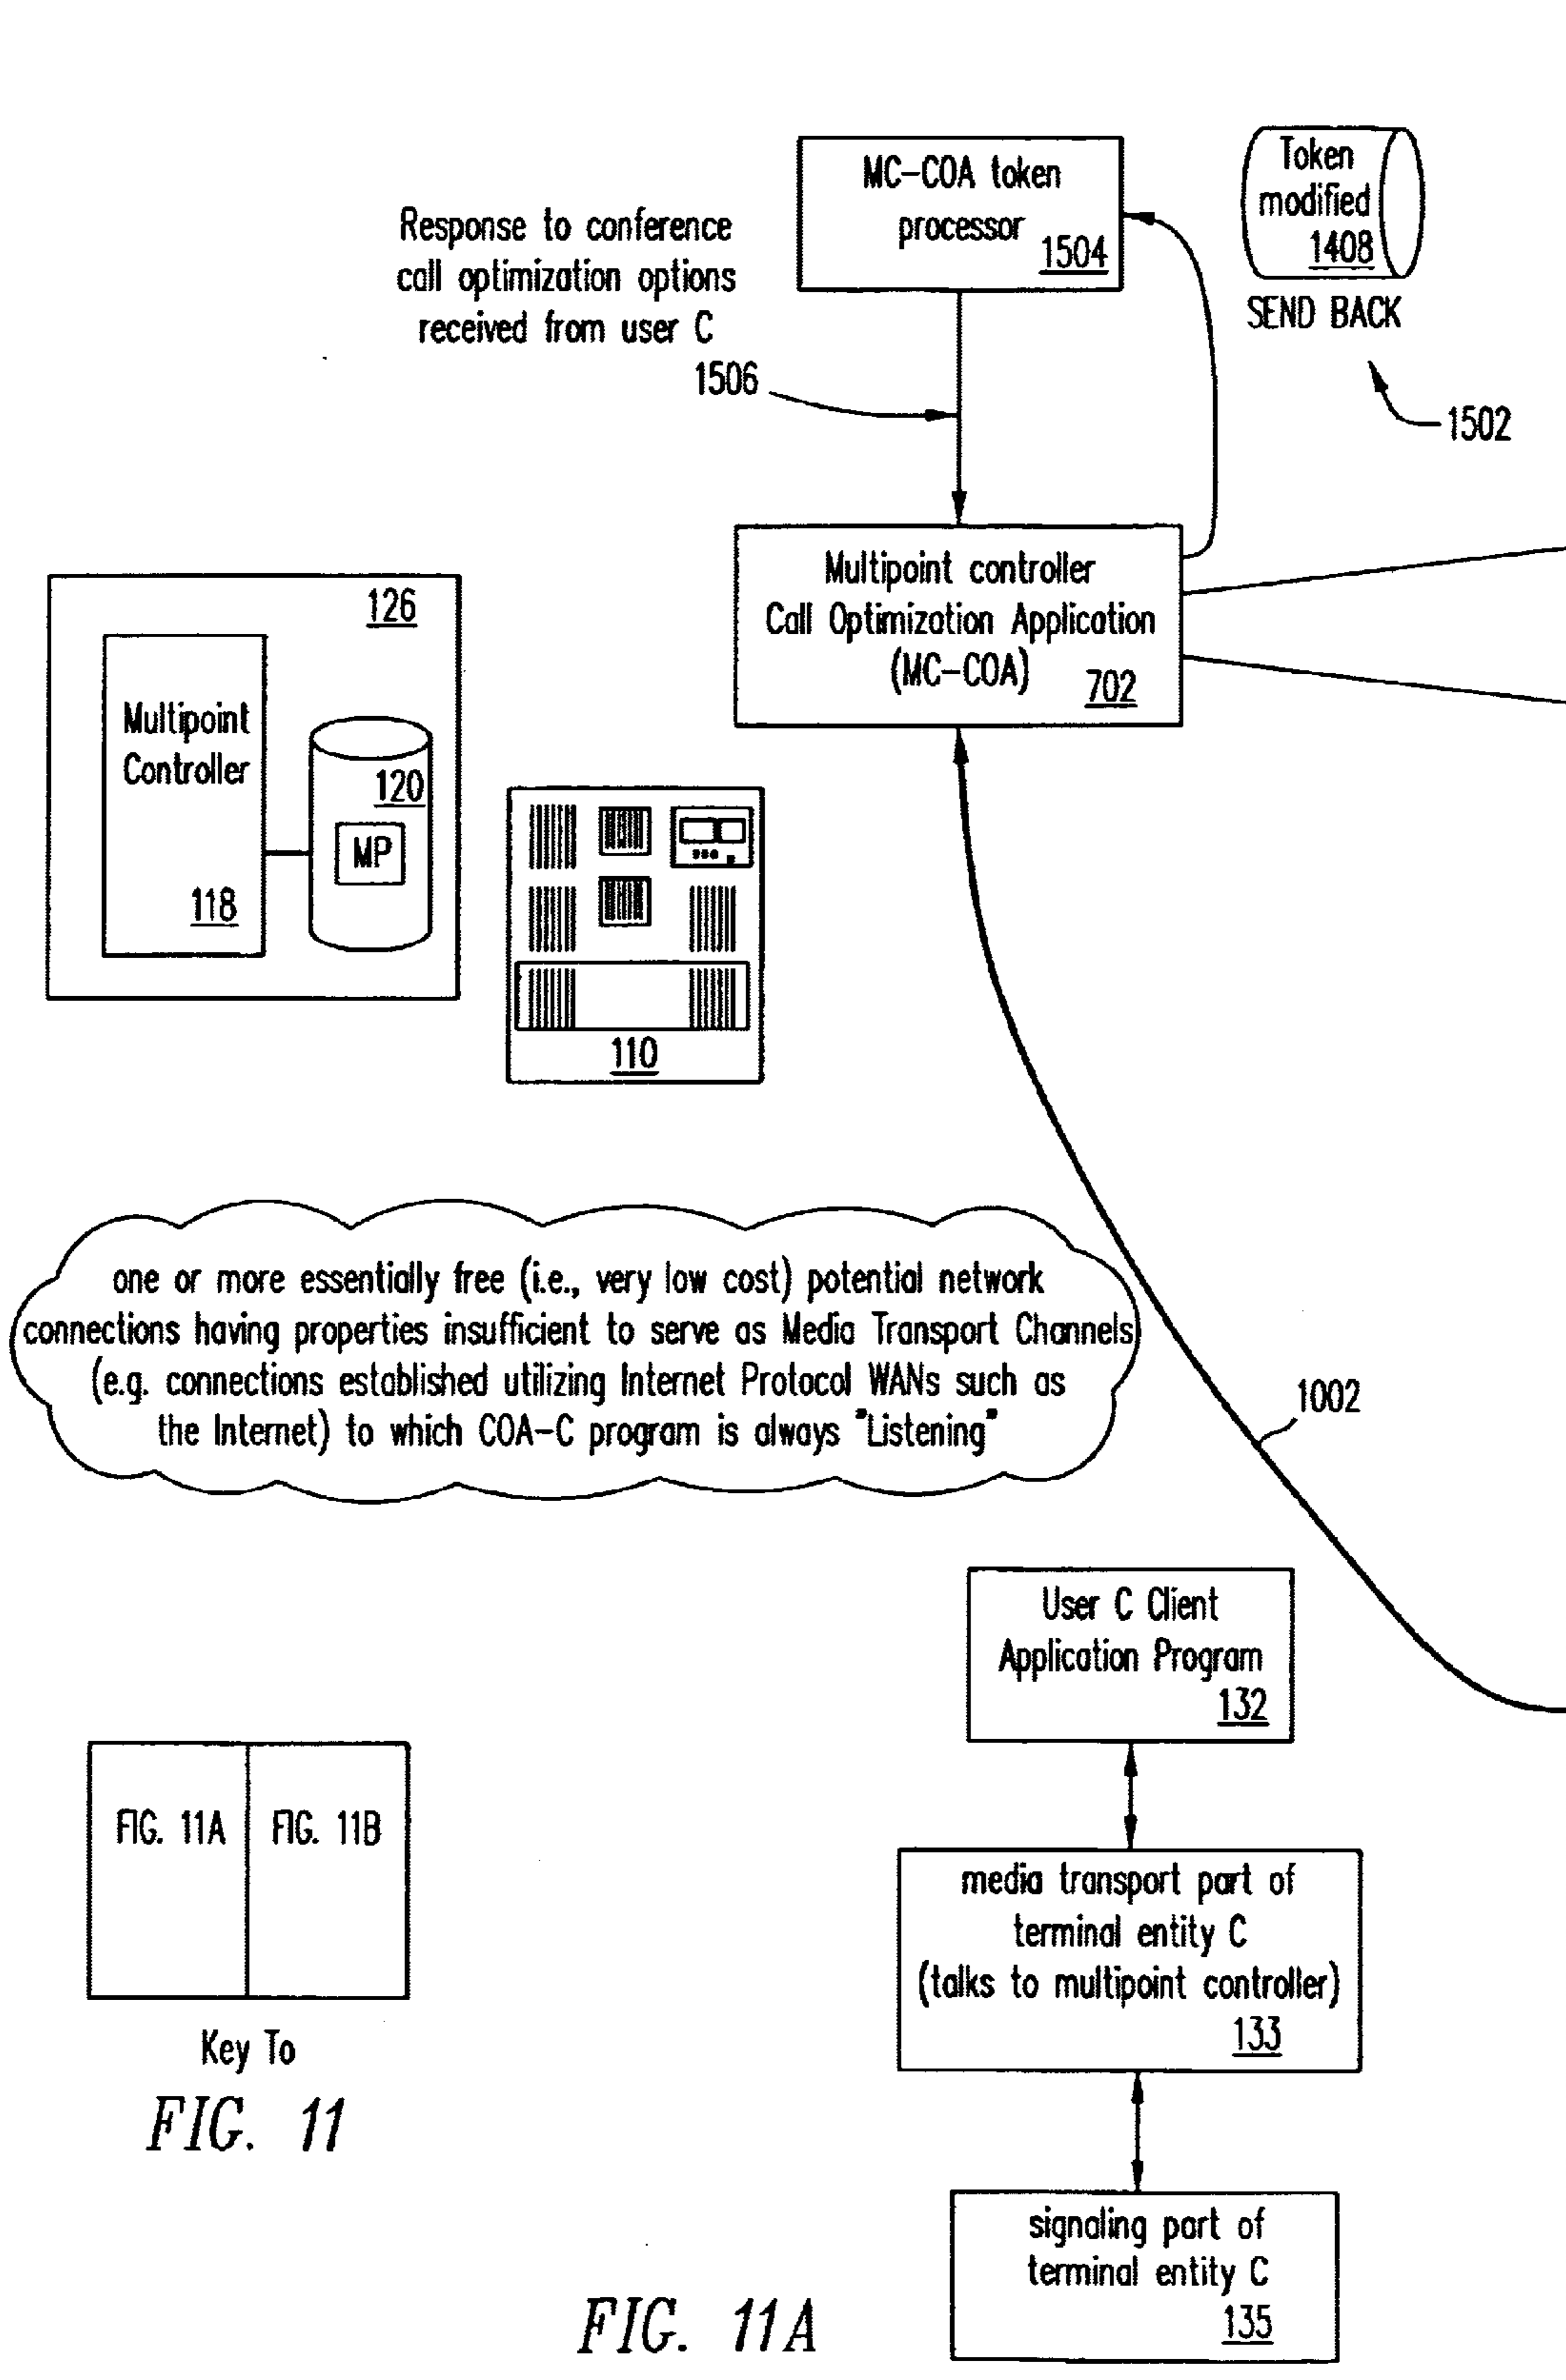 MC-COA token
processor
1504
Token
modified
1408
SEND BACK
1502
Response to conference
call optimization options
received from user C
1506
Multipoint controller
Call Optimization Application
(MC-COA)
702
126
Multipoint
Controller
118
120
MP
110
one or more essentially free (i.e., very low cost) potential network
connections having properties insufficient to serve as Media Transport Channels
(e.g. connections established utilizing Internet Protocol WANs such as
the Internet) to which COA-C program is always "Listening"
1002
User C Client
Application Program
132
FIG. 11A
FIG. 11B
Key To
FIG. 11
media transport part of
terminal entity C
(talks to multipoint controller)
133
signaling part of
terminal entity C
135
FIG. 11A